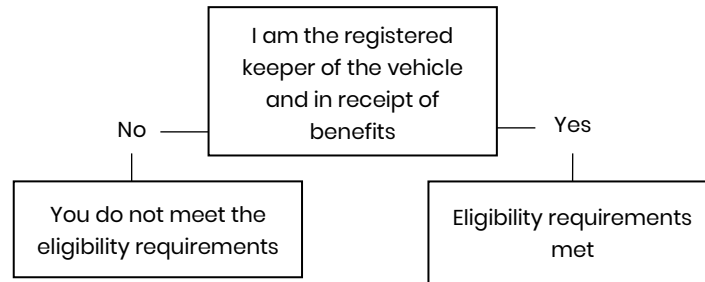 I am the registered
keeper of the vehicle
and in receipt of
benefits
No
Yes
You do not meet the
eligibility requirements
Eligibility requirements
met